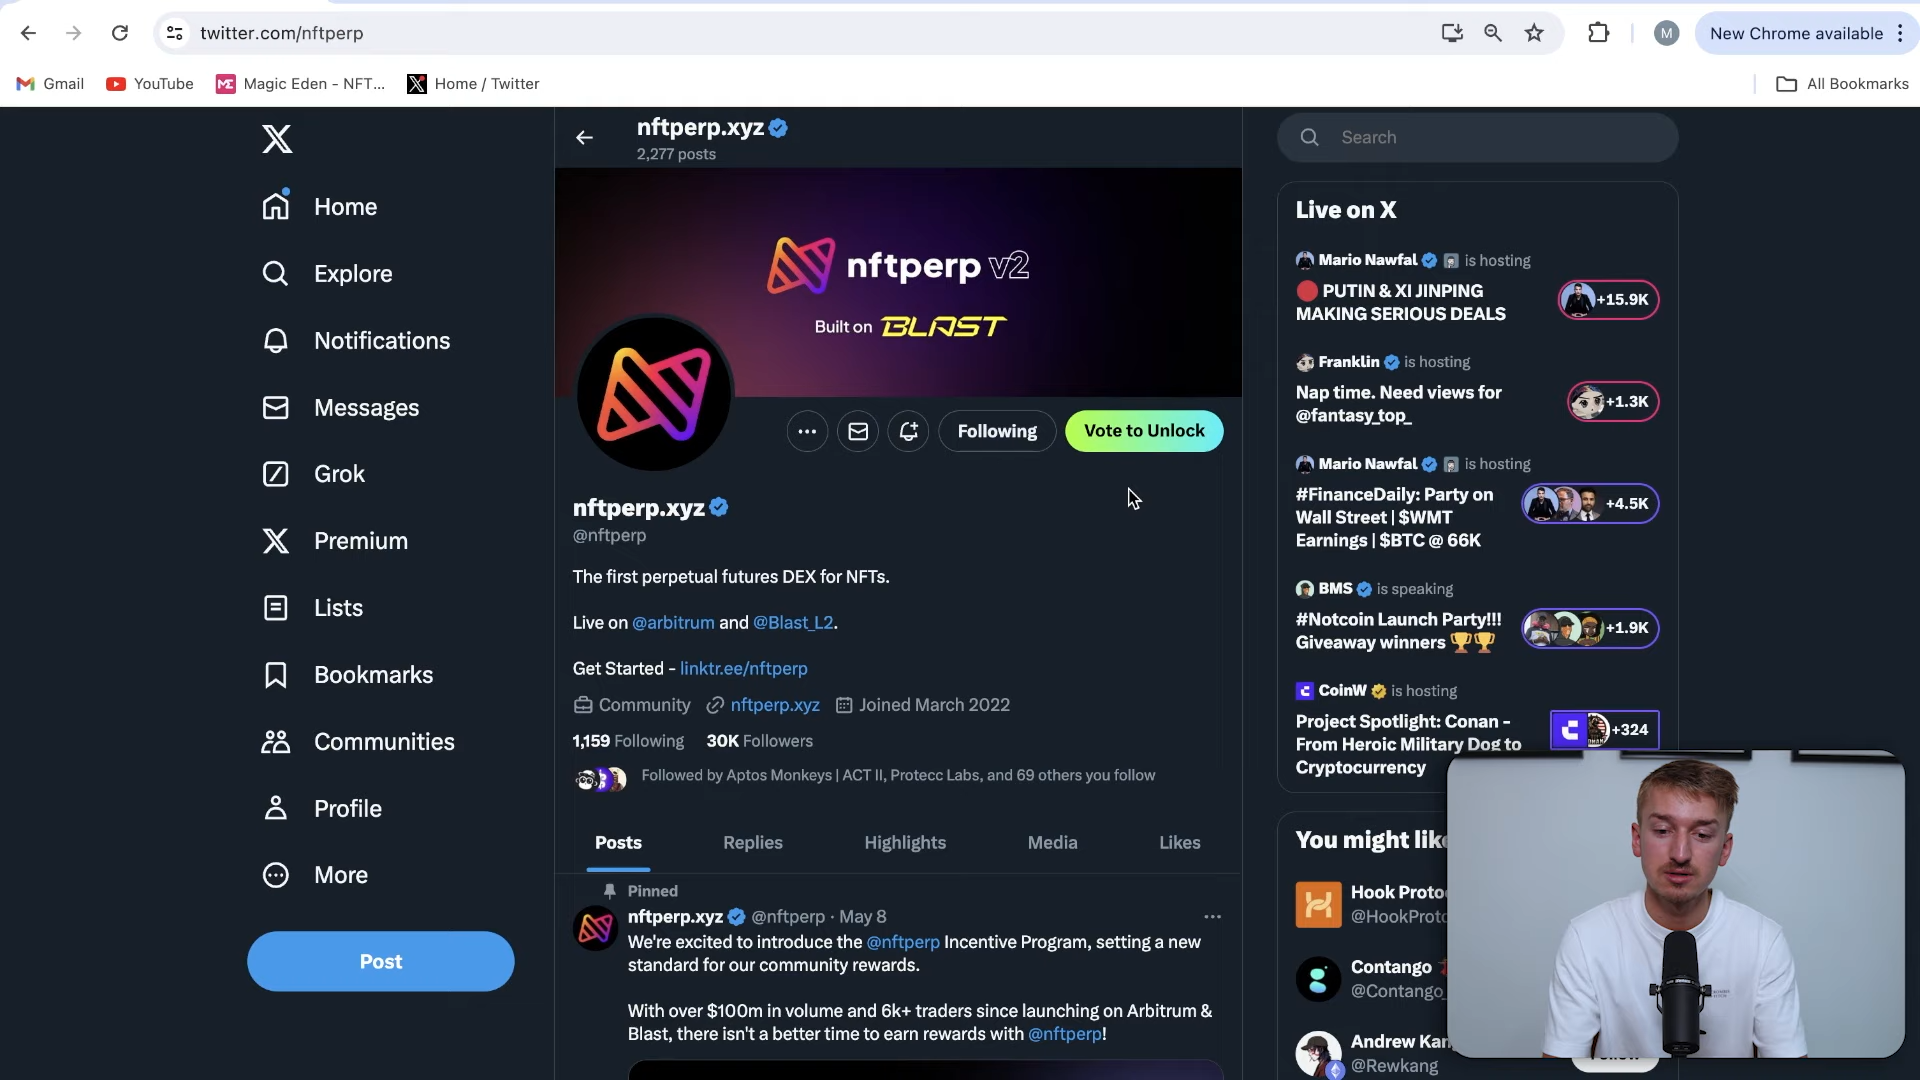 twitter.com/nftperp
M
New Chrome available
Gmail
YouTube
ME
Magic Eden - NFT...
Home / Twitter
All Bookmarks
Home
Explore
Notifications
Messages
Grok
Premium
Lists
Bookmarks
Communities
Profile
More
Post
nftperp.xyz
2,277 posts
nftperp v2
Built on BLAST
Following
Vote to Unlock
nftperp.xyz
@nftperp
The first perpetual futures DEX for NFTs.
Live on @arbitrum and @Blast_L2.
Get Started - linktr.ee/nftperp
Community
nftperp.xyz
Joined March 2022
1,159 Following
30K Followers
Followed by Aptos Monkeys | ACT II, Protecc Labs, and 69 others you follow
Posts
Replies
Highlights
Media
Likes
Pinned
nftperp.xyz @nftperp · May 8
We're excited to introduce the @nftperp Incentive Program, setting a new
standard for our community rewards.
With over $100m in volume and 6k+ traders since launching on Arbitrum &
Blast, there isn't a better time to earn rewards with @nftperp!
Search
Live on X
Mario Nawfal is hosting
🔴 PUTIN & XI JINPING
MAKING SERIOUS DEALS
+15.9K
Franklin is hosting
Nap time. Need views for
@fantasy_top_
+1.3K
Mario Nawfal is hosting
#FinanceDaily: Party on
Wall Street | $WMT
Earnings | $BTC @ 66K
+4.5K
BMS is speaking
#Notcoin Launch Party!!!
Giveaway winners 🏆🏆
+1.9K
CoinW is hosting
Project Spotlight: Conan -
From Heroic Military Dog to
Cryptocurrency
+324
You might like
Hook Proto
@HookProto
Contango
@Contango_
Andrew Kan
@Rewkang